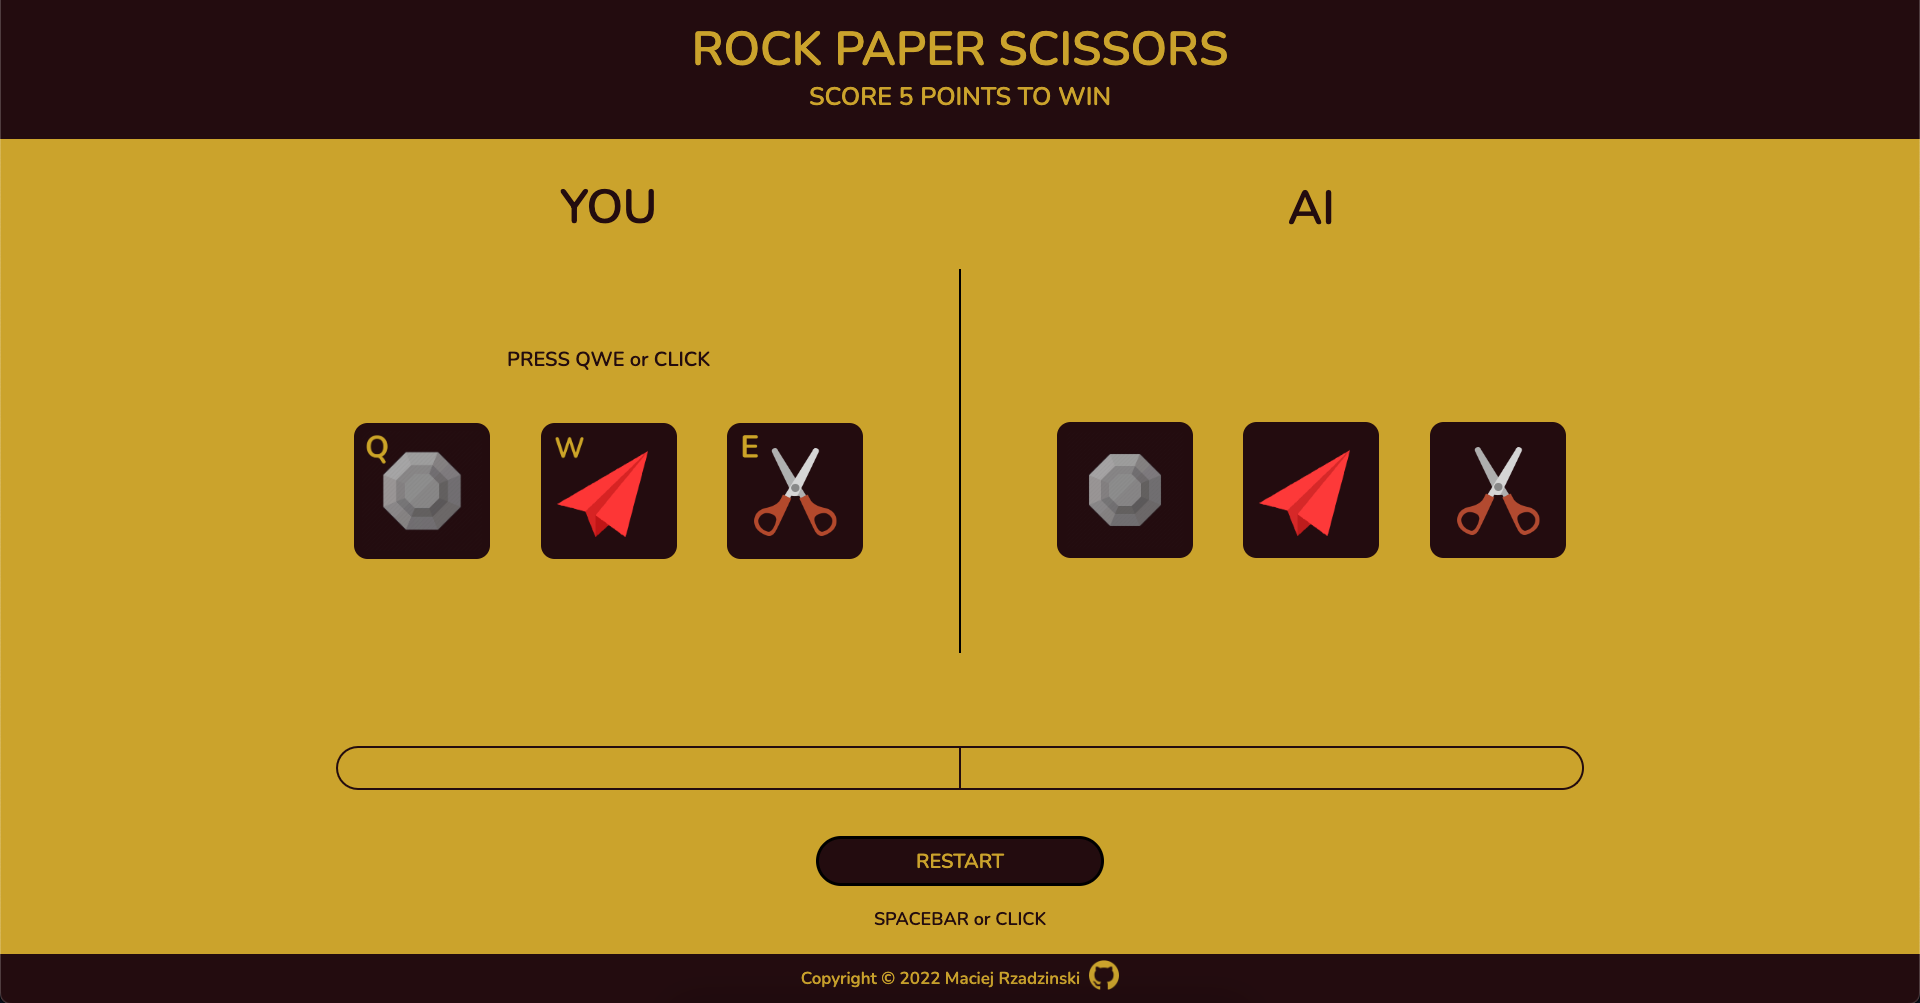 ROCK PAPER SCISSORS
SCORE 5 POINTS TO WIN
YOU
AI
PRESS QWE or CLICK
Q
W
E
RESTART
SPACEBAR or CLICK
Copyright © 2022 Maciej Rzadzinski